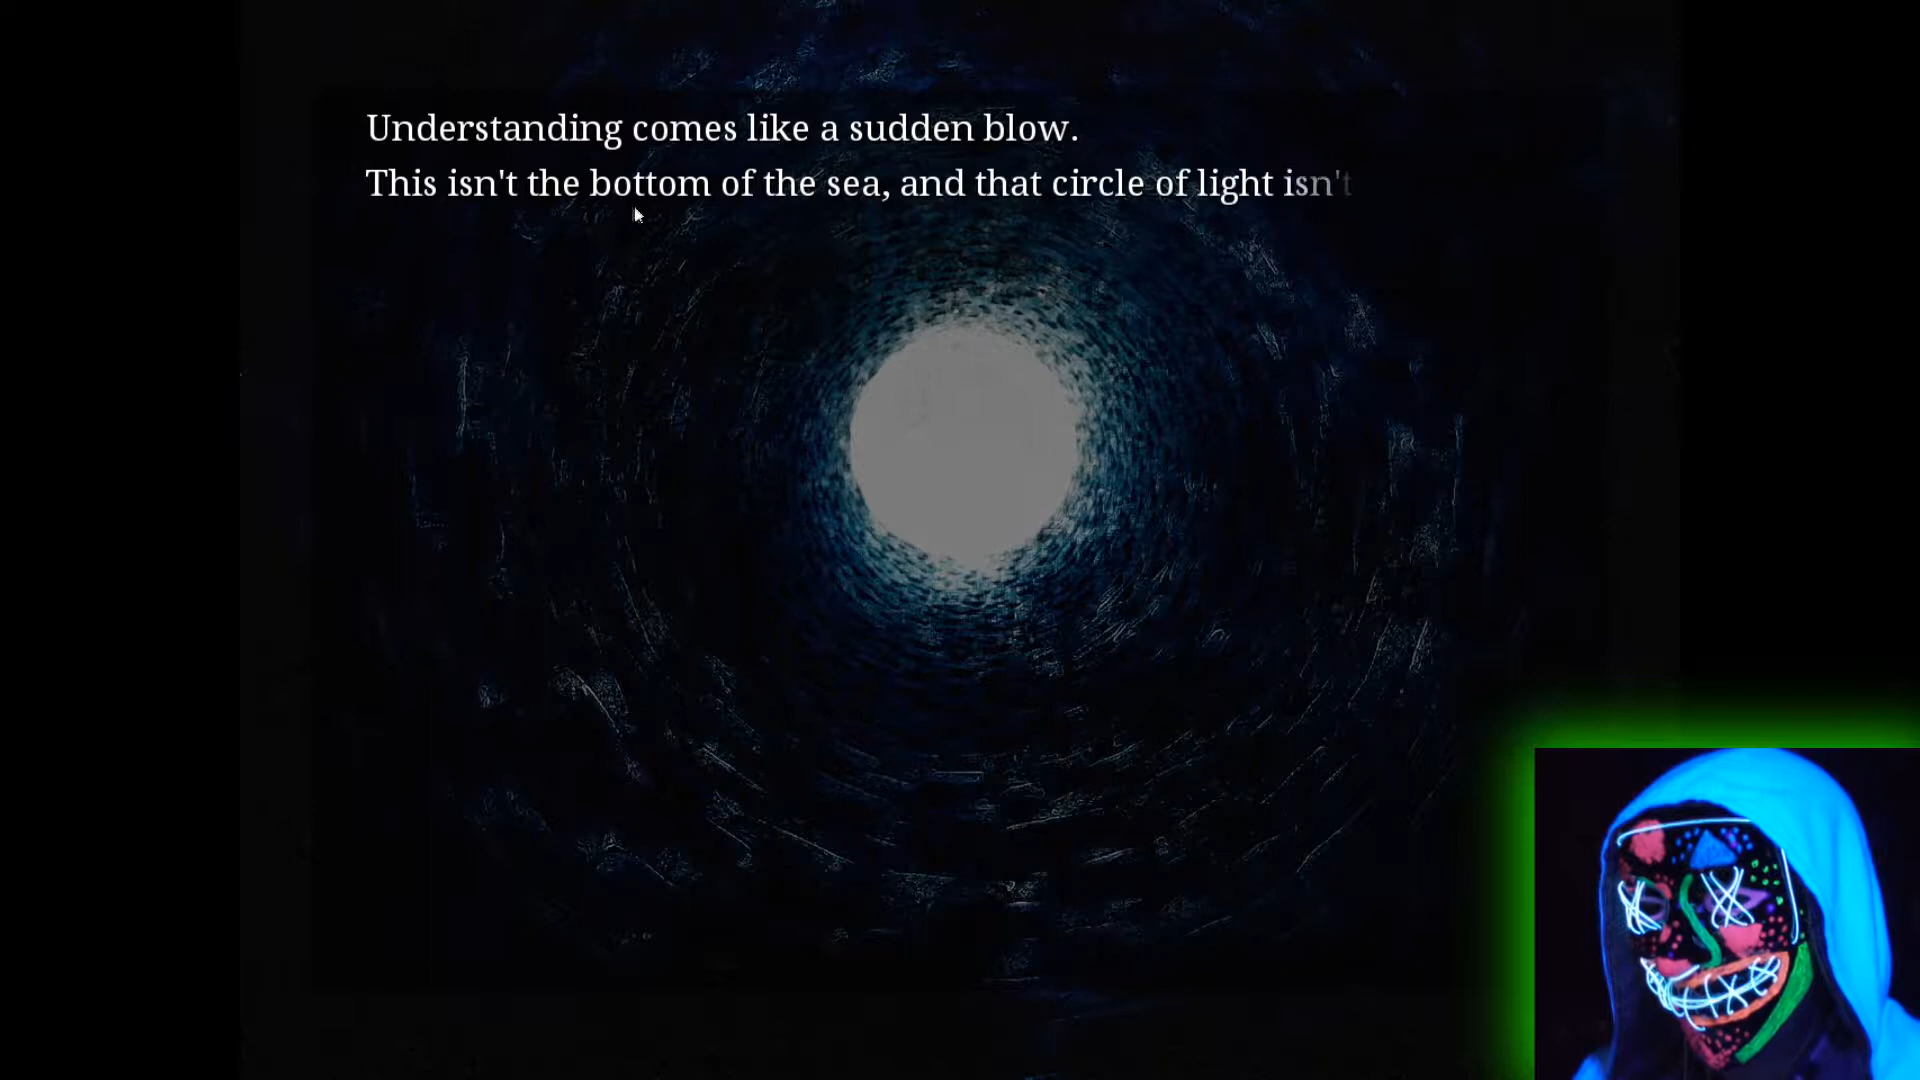 Understanding comes like a sudden blow.
This isn't the bottom of the sea, and that circle of light isn't